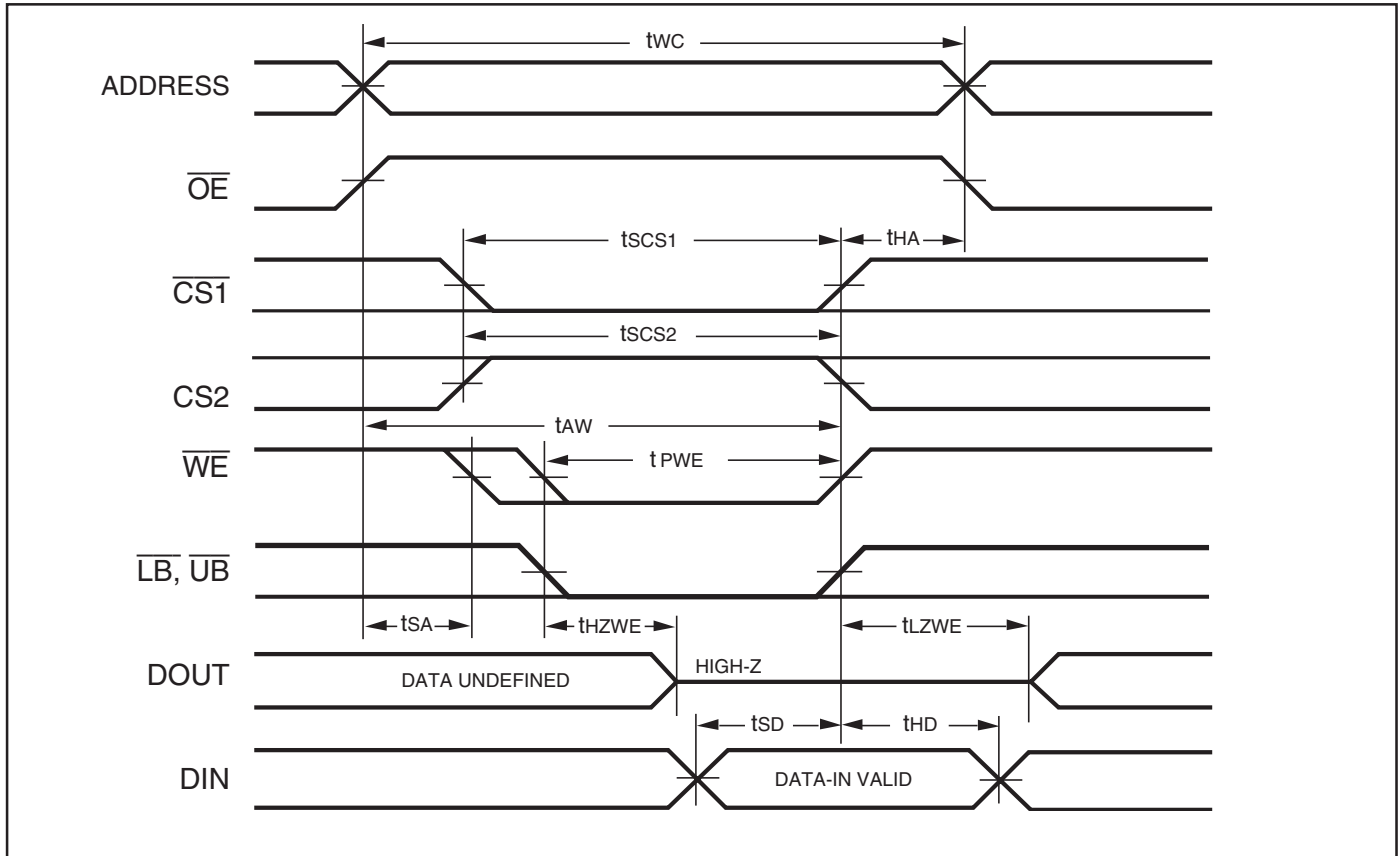 tWC
ADDRESS
OE
tSCS1
tHA
CS1
tSCS2
CS2
tAW
WE
tPWE
LB, UB
tSA
tHZWE
tLZWE
DOUT
DATA UNDEFINED
HIGH-Z
tSD
tHD
DIN
DATA-IN VALID